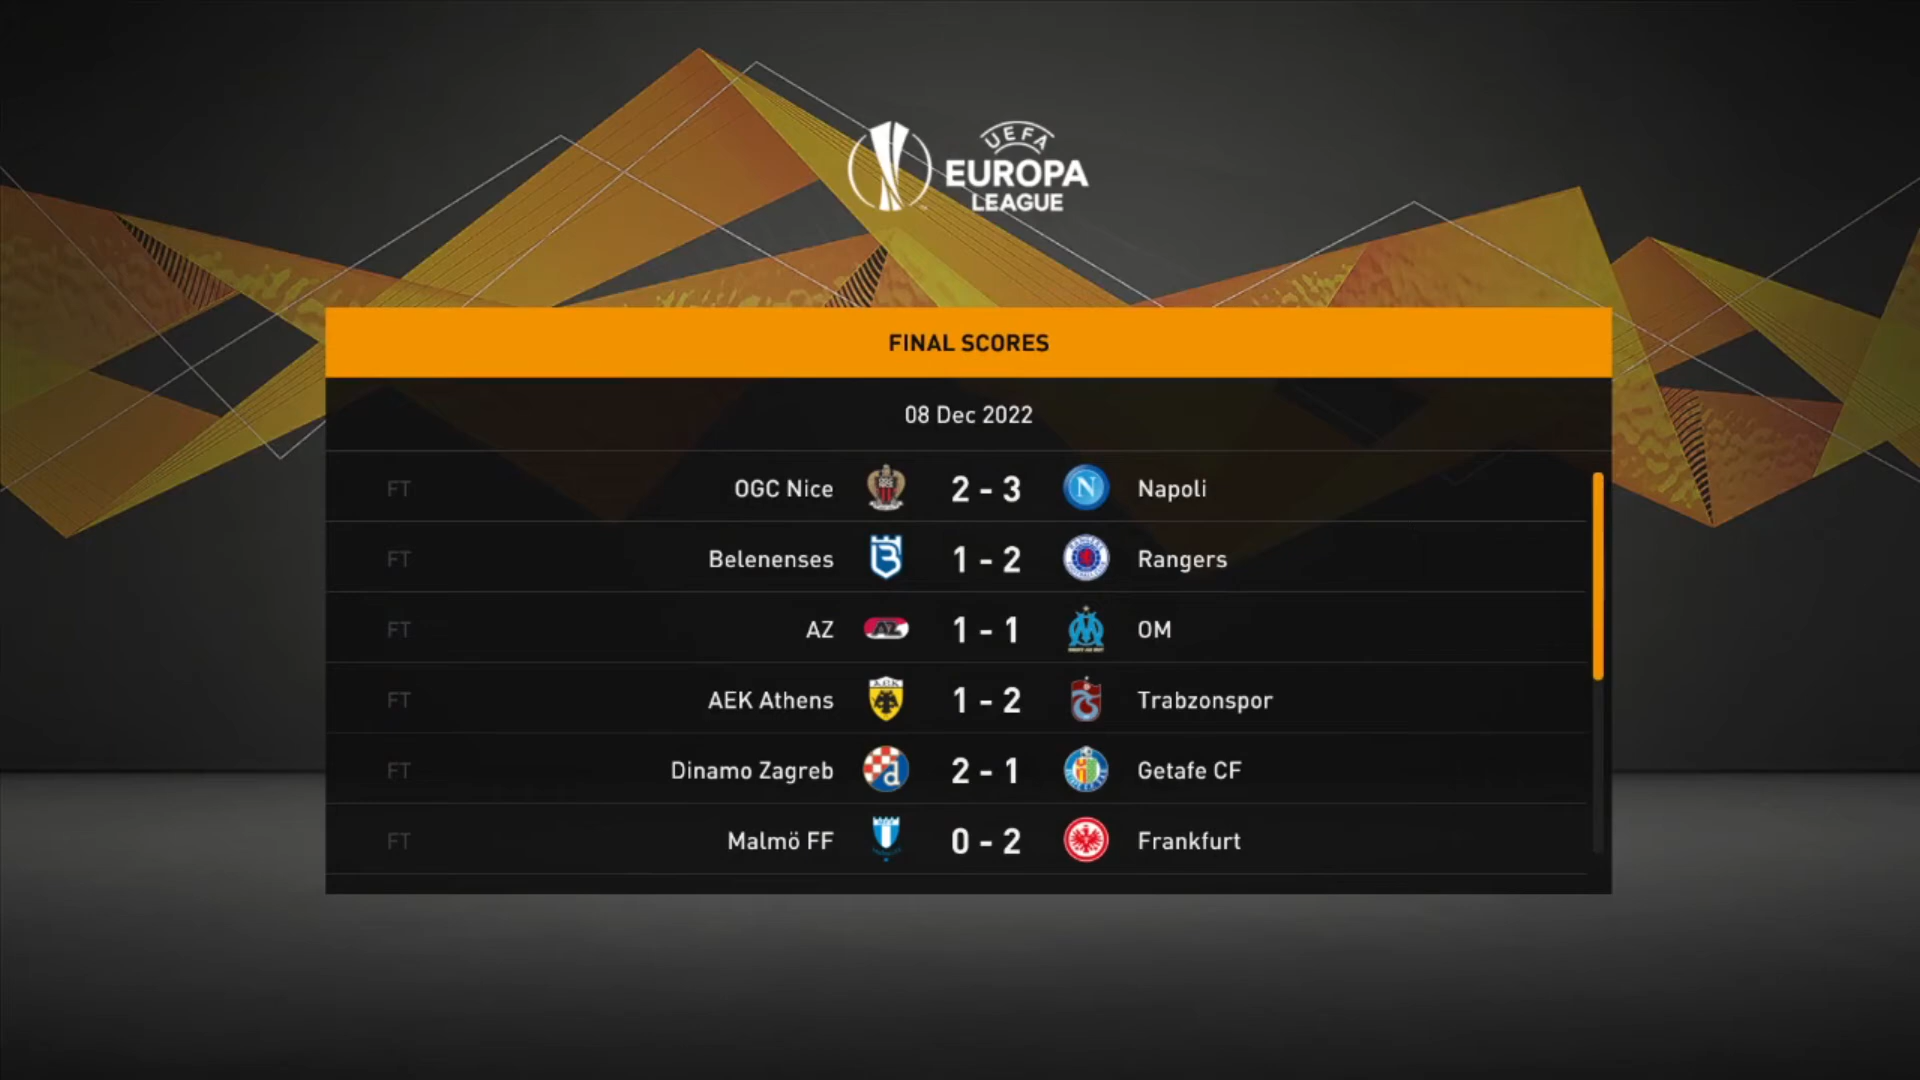 UEFA
EUROPA
LEAGUE
FINAL SCORES
08 Dec 2022
FT OGC Nice 2 - 3 N Napoli
FT Belenenses B 1 - 2 Rangers
FT AZ AZ 1 - 1 OM
FT AEK Athens 1 - 2 Trabzonspor
FT Dinamo Zagreb d 2 - 1 Getafe CF
FT Malmö FF 0 - 2 Frankfurt